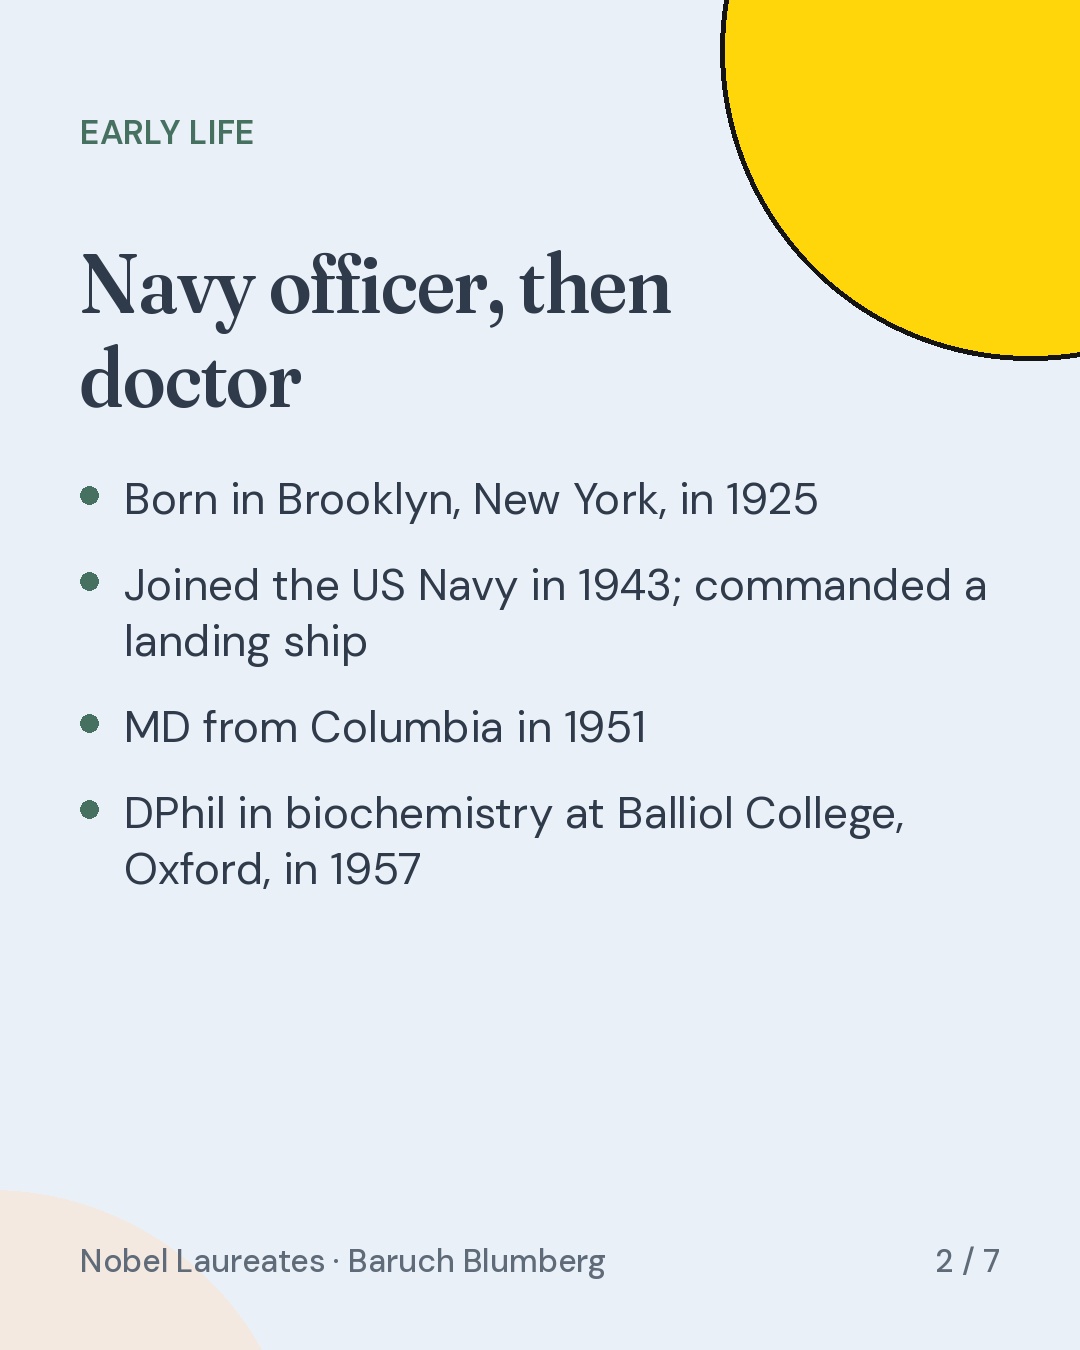 EARLY LIFE
Navy officer, then
doctor
Born in Brooklyn, New York, in 1925
Joined the US Navy in 1943; commanded a
landing ship
MD from Columbia in 1951
DPhil in biochemistry at Balliol College,
Oxford, in 1957
Nobel Laureates · Baruch Blumberg
2 / 7